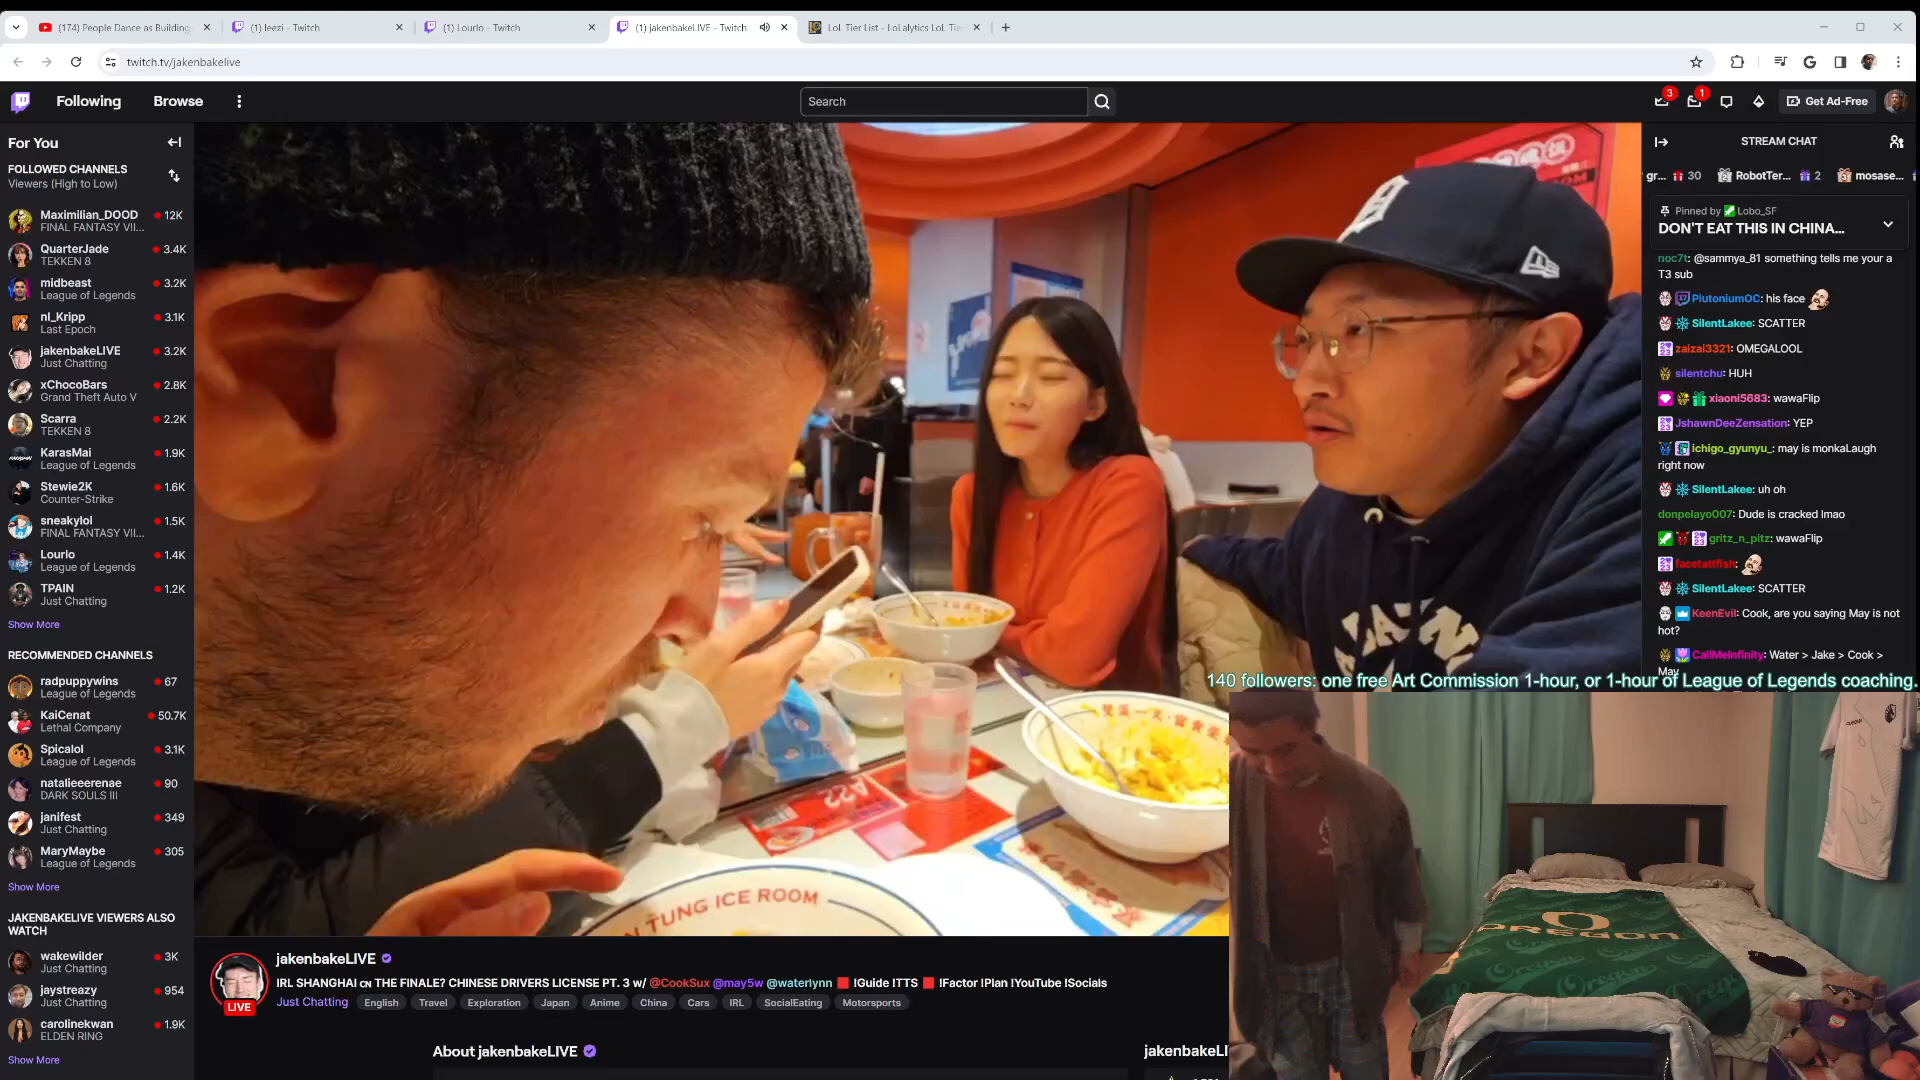 (174) People Dance as Building
(1) leezi - Twitch
(1) Lourlo - Twitch
(1) jakenbakeLIVE - Twitch
LoL Tier List - LoLalytics LoL Tie
twitch.tv/jakenbakelive
Following
Browse
Search
3
1
Get Ad-Free
For You
FOLLOWED CHANNELS
Viewers (High to Low)
Maximilian_DOOD 12K
FINAL FANTASY VII...
QuarterJade 3.4K
TEKKEN 8
midbeast 3.2K
League of Legends
nl_Kripp 3.1K
Last Epoch
jakenbakeLIVE 3.2K
Just Chatting
xChocoBars 2.8K
Grand Theft Auto V
Scarra 2.2K
TEKKEN 8
KarasMai 1.9K
League of Legends
Stewie2K 1.6K
Counter-Strike
sneakylol 1.5K
FINAL FANTASY VII...
Lourlo 1.4K
League of Legends
TPAIN 1.2K
Just Chatting
Show More
RECOMMENDED CHANNELS
radpuppywins 67
League of Legends
KaiCenat 50.7K
Lethal Company
Spicalol 3.1K
League of Legends
natalieeerenae 90
DARK SOULS III
janifest 349
Just Chatting
MaryMaybe 305
League of Legends
Show More
JAKENBAKELIVE VIEWERS ALSO
WATCH
wakewilder 3K
Just Chatting
jaystreazy 954
Just Chatting
carolinekwan 1.9K
ELDEN RING
Show More
A22
TUNG ICE ROOM
LIVE
jakenbakeLIVE
IRL SHANGHAI CN THE FINALE? CHINESE DRIVERS LICENSE PT. 3 w/ @CookSux @may5w @waterlynn 🟥 !Guide !TTS 🟥 !Factor !Plan !YouTube !Socials
Just Chatting English Travel Exploration Japan Anime China Cars IRL SocialEating Motorsports
About jakenbakeLIVE
jakenbakeLI
STREAM CHAT
gr... 30 RobotTer... 2 mosase...
Pinned by Lobo_SF
DON'T EAT THIS IN CHINA...
noc7t: @sammya_81 something tells me your a
T3 sub
PlutoniumOC: his face
SilentLakee: SCATTER
zaizai3321: OMEGALOOL
silentchu: HUH
xiaoni5683: wawaFlip
JshawnDeeZensation: YEP
ichigo_gyunyu_: may is monkaLaugh
right now
SilentLakee: uh oh
donpelayo007: Dude is cracked lmao
gritz_n_pitz: wawaFlip
facetattfish:
SilentLakee: SCATTER
KeenEvil: Cook, are you saying May is not
hot?
CallMeInfinity: Water > Jake > Cook >
May
140 followers: one free Art Commission 1-hour, or 1-hour of League of Legends coaching.
OREGON